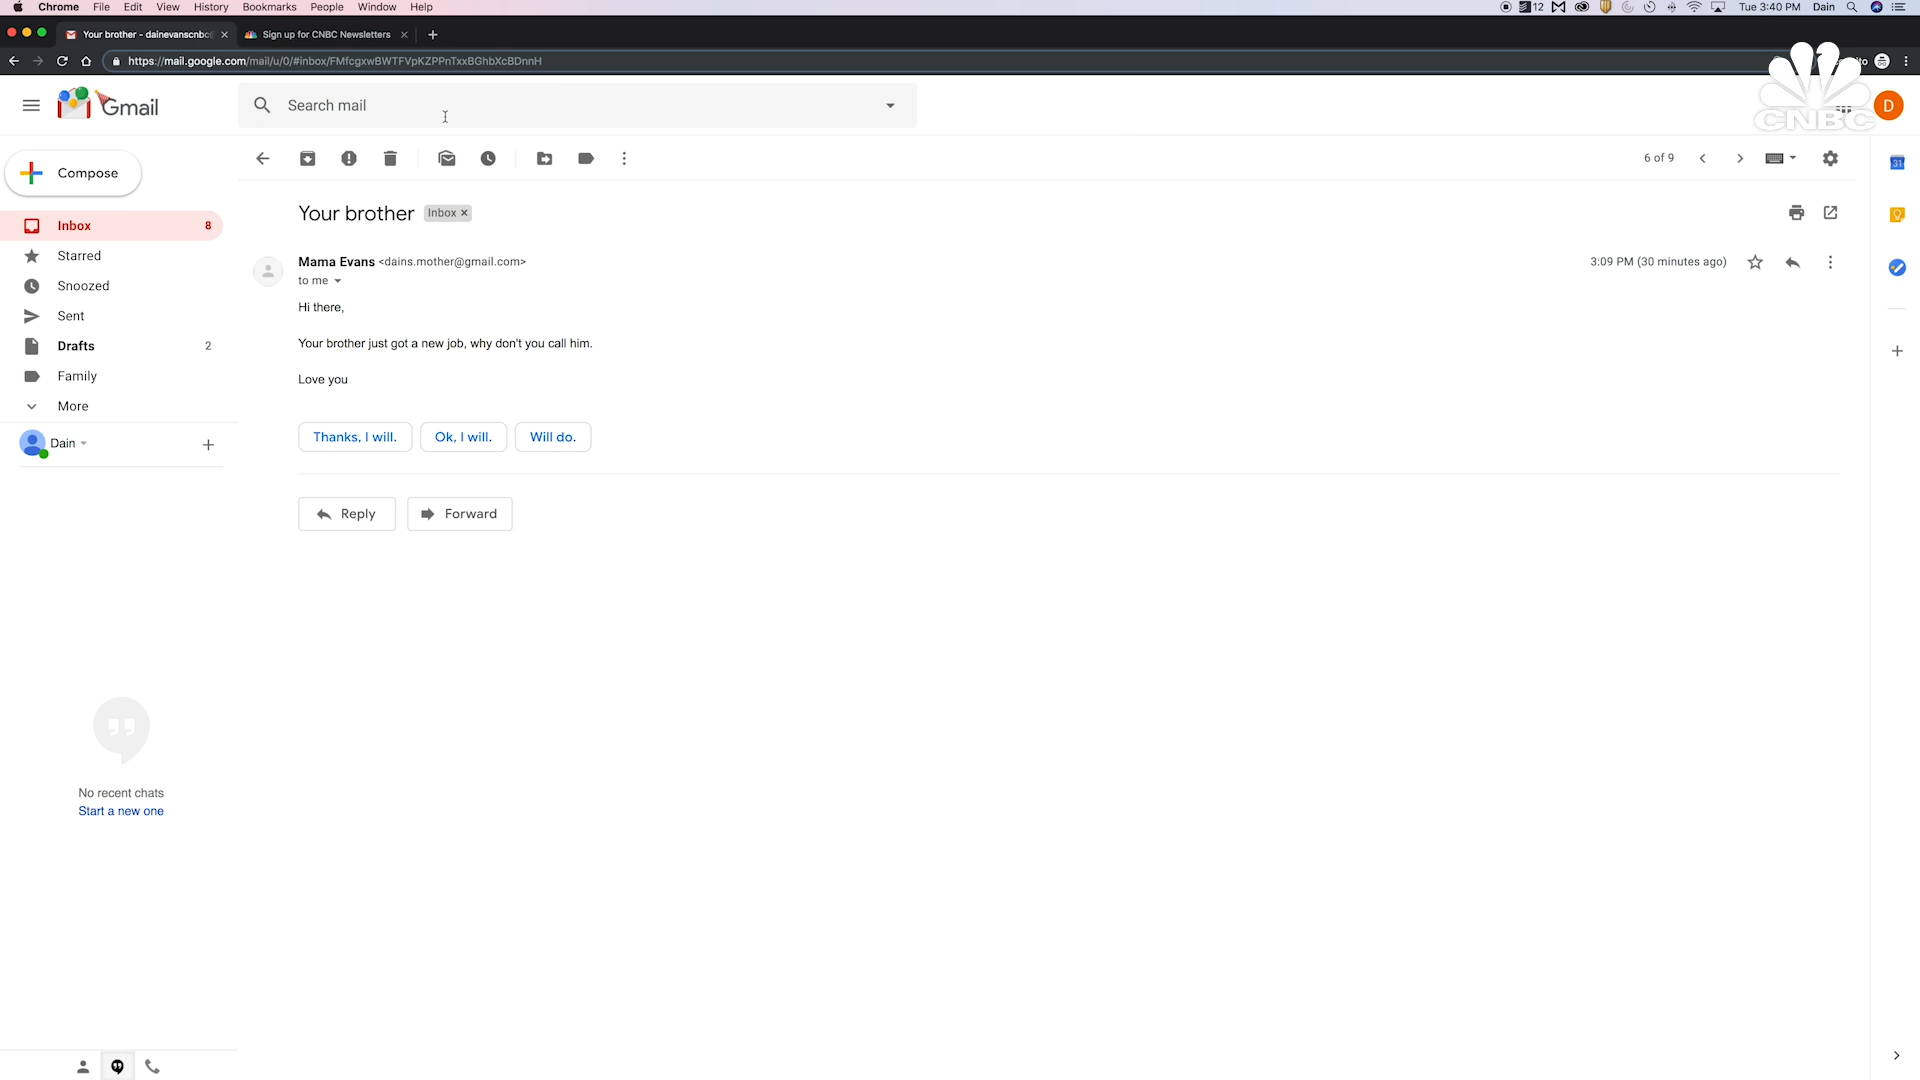 Chrome File Edit View History Bookmarks People Window Help
12 Tue 3:40 PM Dain
Your brother - dainevanscnbc@
Sign up for CNBC Newsletters
https://mail.google.com/mail/u/0/#inbox/FMfcgxwBWTFVpKZPPnTxxBGhbXcBDnnH
Gmail
Search mail
CNBC
D
Compose
6 of 9
31
Your brother Inbox
Inbox 8
Starred
Snoozed
Sent
Drafts 2
Family
More
Dain
Mama Evans <dains.mother@gmail.com>
3:09 PM (30 minutes ago)
to me
Hi there,
Your brother just got a new job, why don't you call him.
Love you
Thanks, I will. Ok, I will. Will do.
Reply Forward
No recent chats
Start a new one